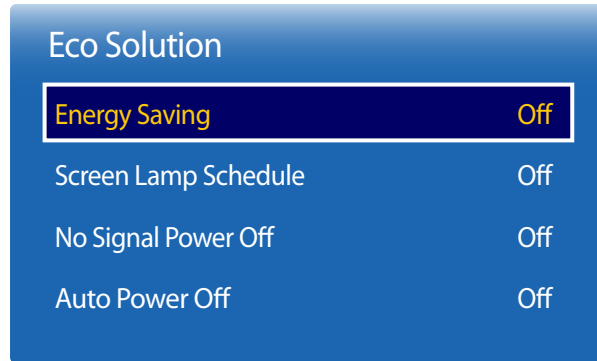 Eco Solution
Energy Saving Off
Screen Lamp Schedule Off
No Signal Power Off Off
Auto Power Off Off